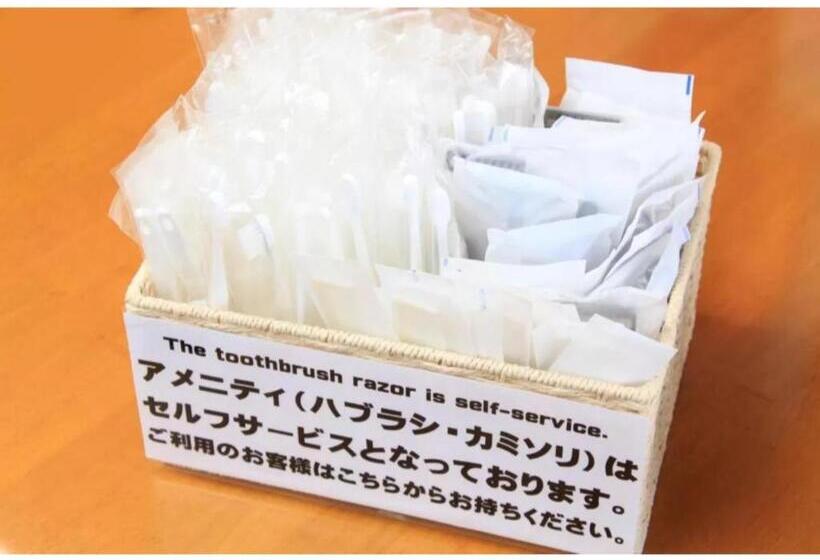 The toothbrush razor is self-service.
アメニティ(ハブラシ・カミソリ)は
セルフサービスとなっております。
ご利用のお客様はこちらからお持ちください。